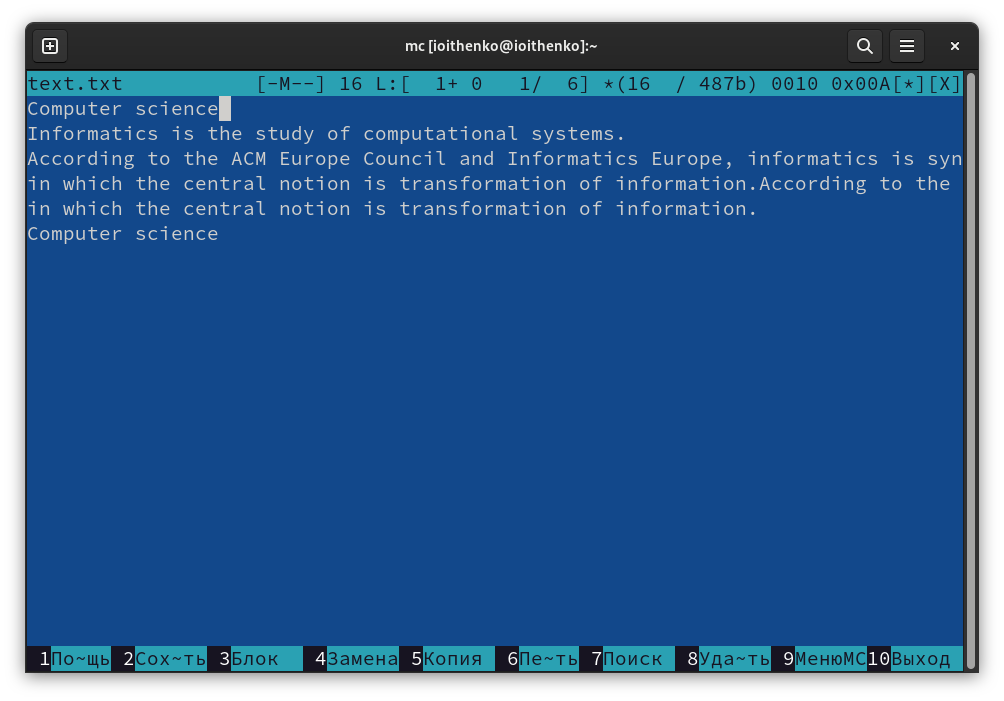 mc [ioithenko@ioithenko]:~
text.txt [-M--] 16 L:[ 1+ 0 1/ 6] *(16 / 487b) 0010 0x00A[*][X]
Computer science
Informatics is the study of computational systems.
According to the ACM Europe Council and Informatics Europe, informatics is syn
in which the central notion is transformation of information.According to the
in which the central notion is transformation of information.
Computer science
1По~щь 2Сох~ть 3Блок 4Замена 5Копия 6Пе~ть 7Поиск 8Уда~ть 9МенюMC10Выход